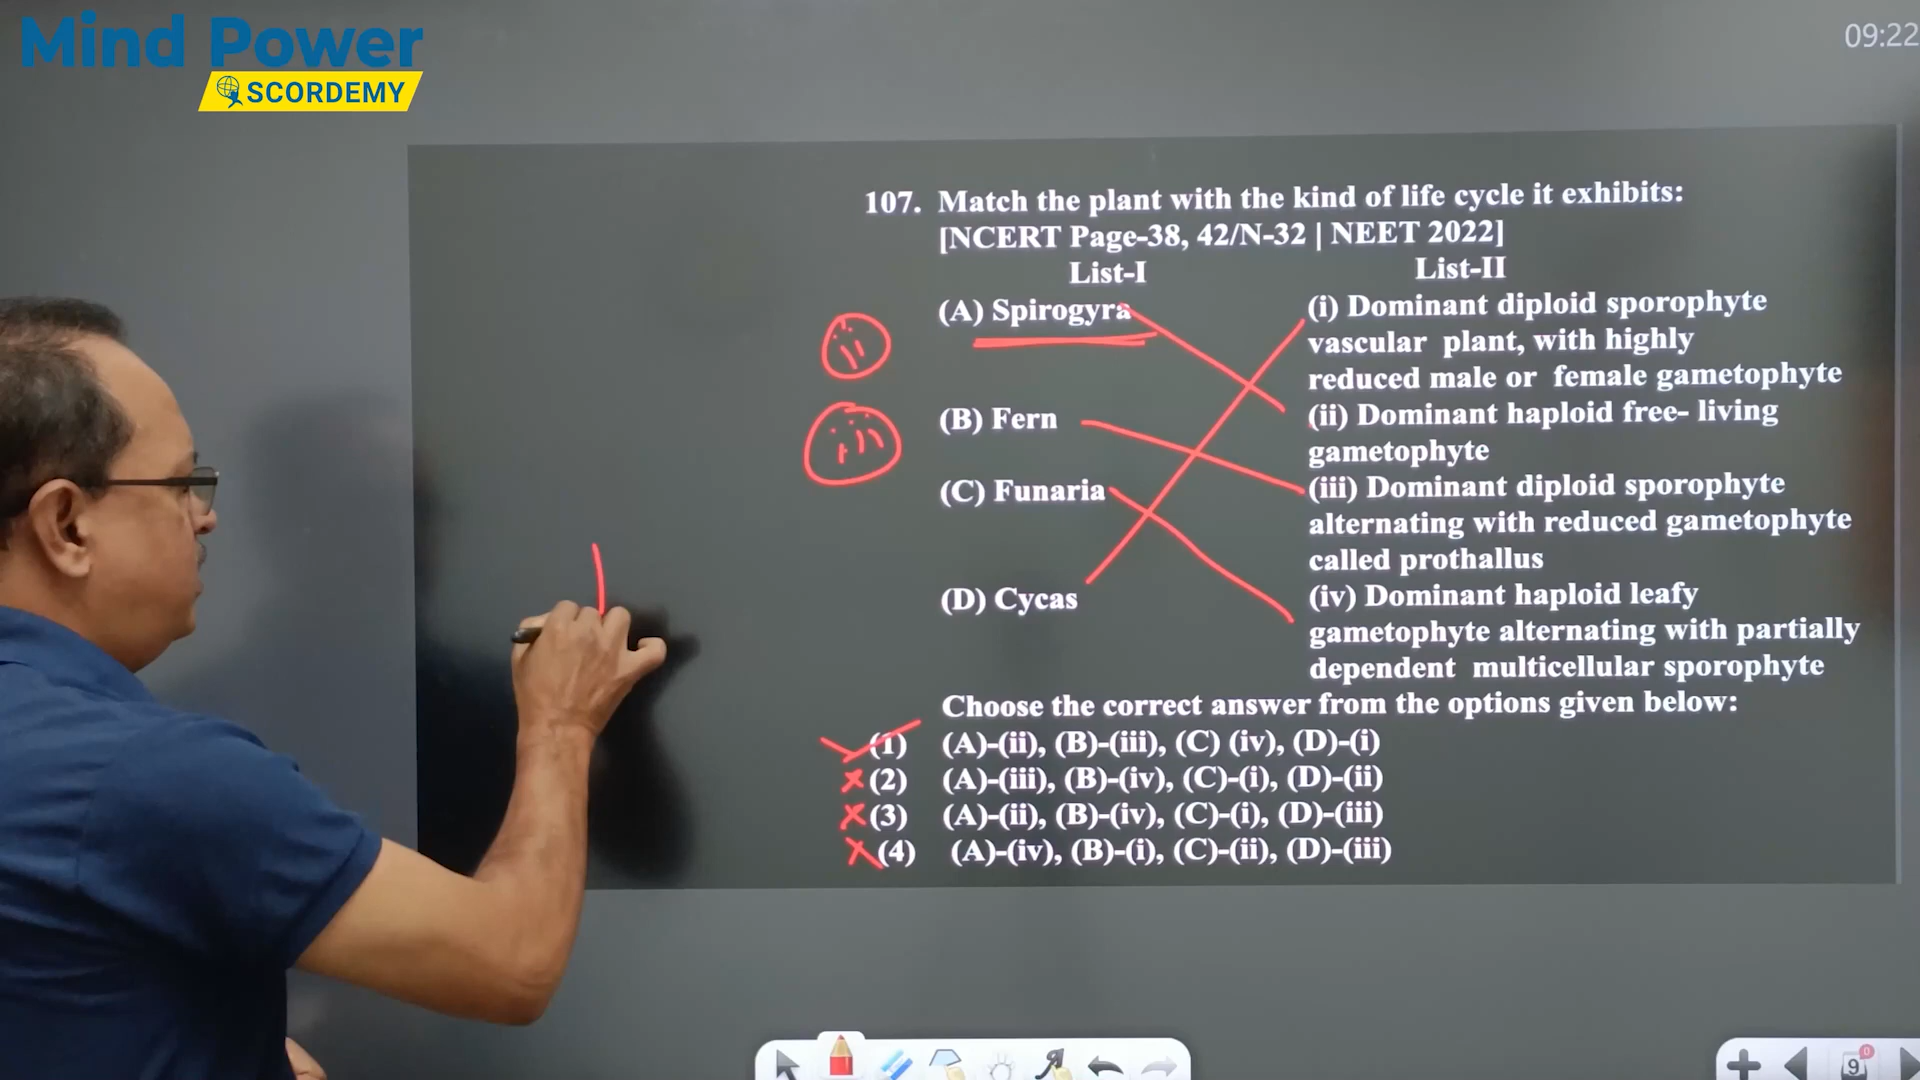 Mind Power
SCORDEMY
09:22
107. Match the plant with the kind of life cycle it exhibits:
[NCERT Page-38, 42/N-32 | NEET 2022]
List-I List-II
(A) Spirogyra (i) Dominant diploid sporophyte
vascular plant, with highly
reduced male or female gametophyte
ii
(B) Fern (ii) Dominant haploid free- living
gametophyte
iii
(C) Funaria (iii) Dominant diploid sporophyte
alternating with reduced gametophyte
called prothallus
(D) Cycas (iv) Dominant haploid leafy
gametophyte alternating with partially
dependent multicellular sporophyte
Choose the correct answer from the options given below:
(1) (A)-(ii), (B)-(iii), (C) (iv), (D)-(i)
(2) (A)-(iii), (B)-(iv), (C)-(i), (D)-(ii)
(3) (A)-(ii), (B)-(iv), (C)-(i), (D)-(iii)
(4) (A)-(iv), (B)-(i), (C)-(ii), (D)-(iii)
9
0